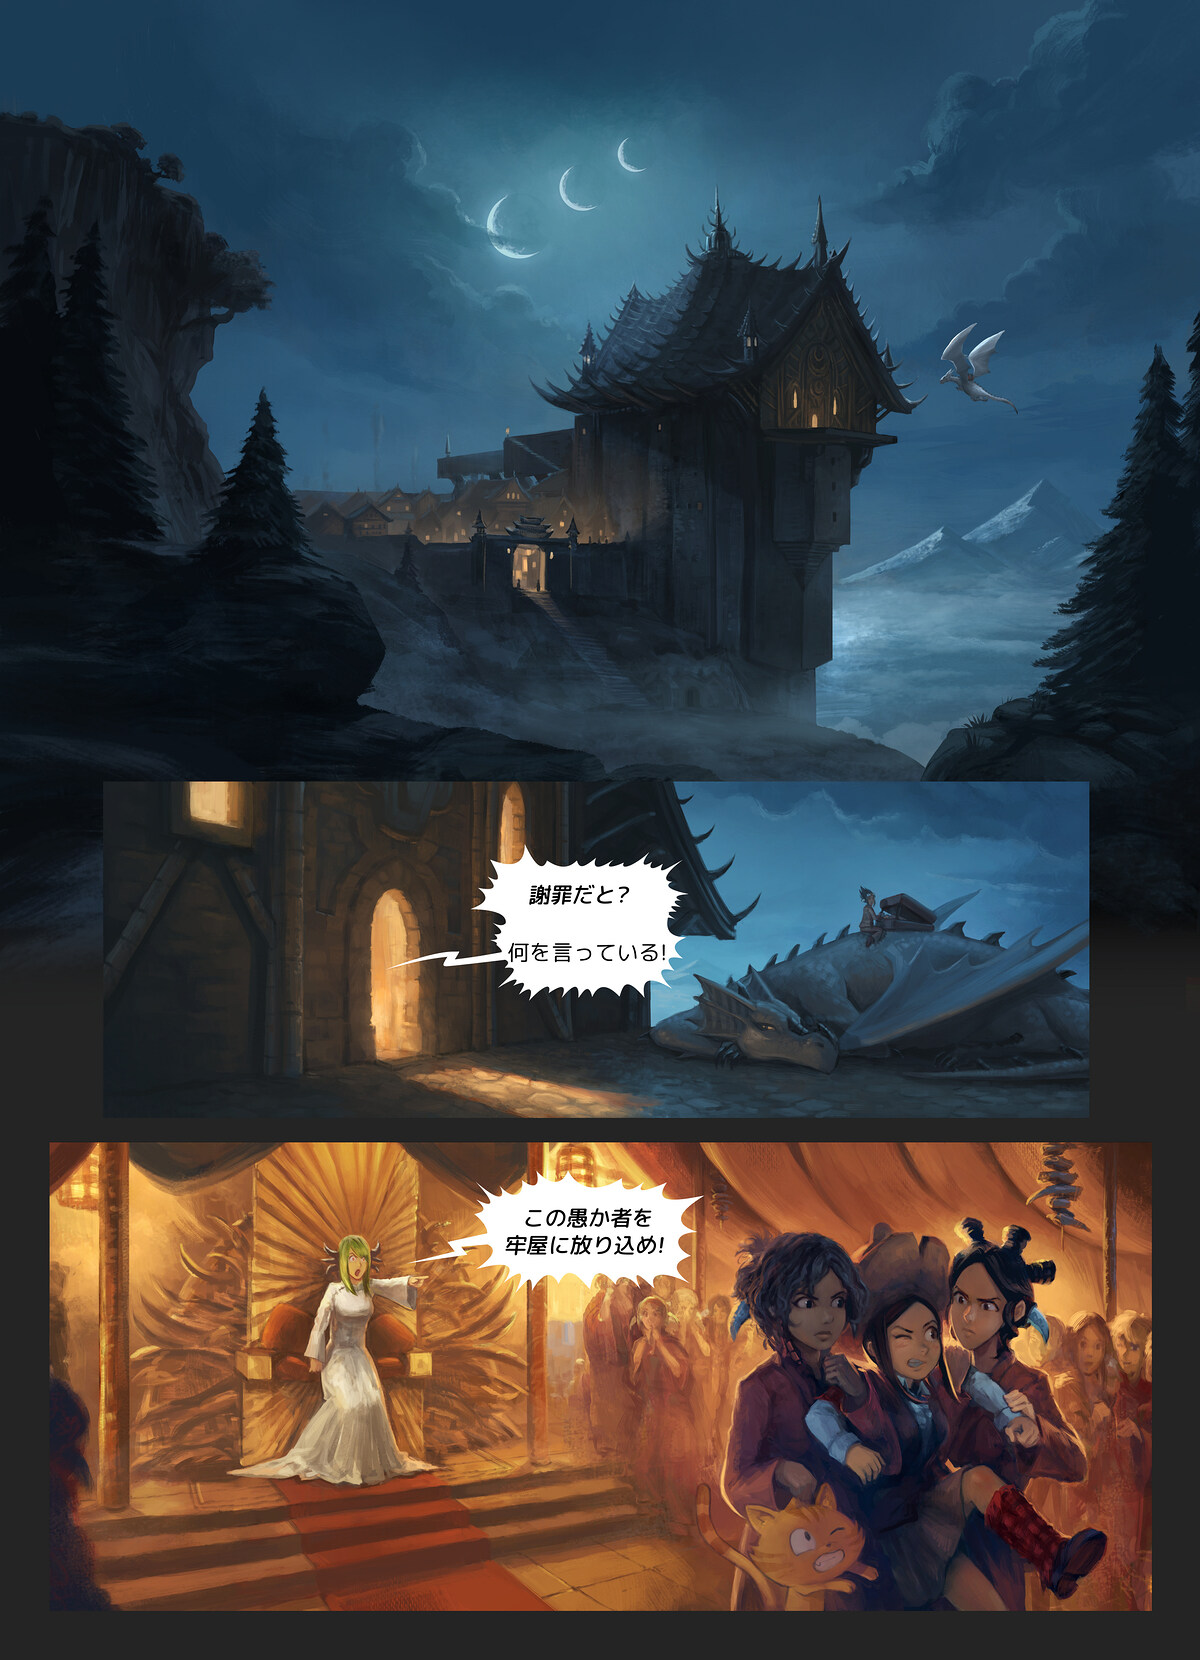 謝罪だと?
何を言っている!
この愚か者を
牢屋に放り込め!